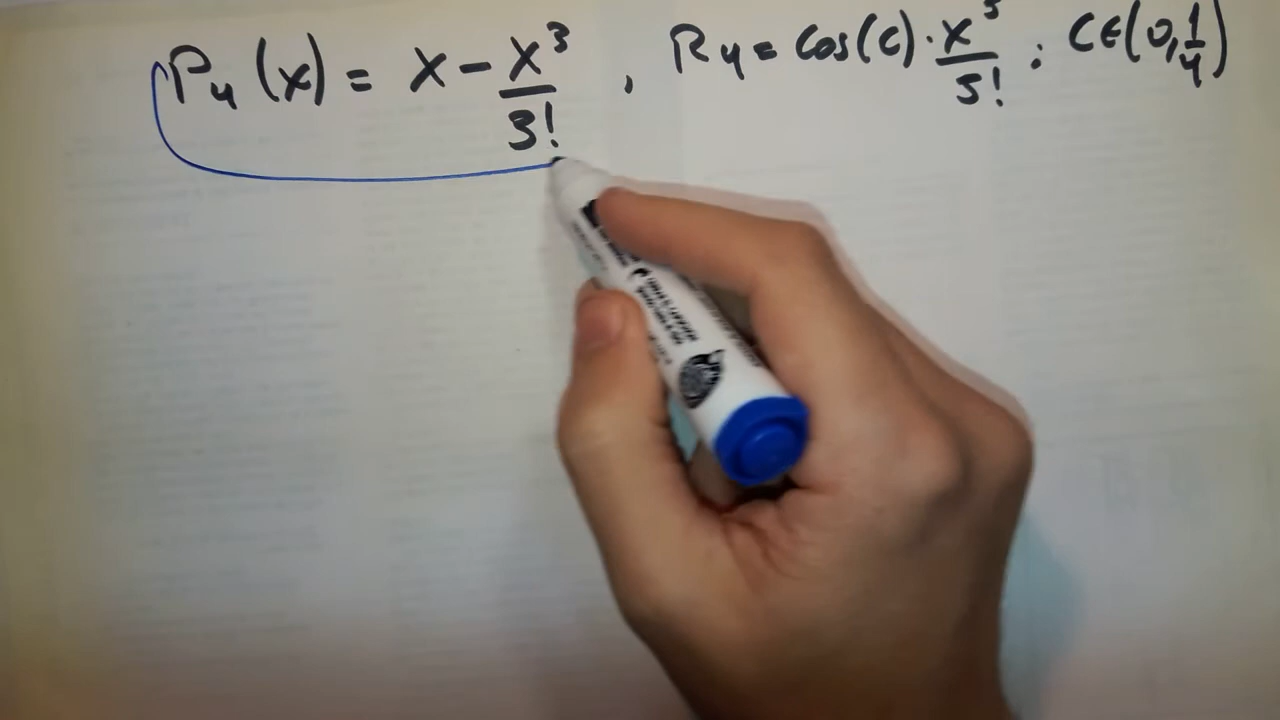 P₄(x) = x - x³/3! , R₄ = cos(c) · x⁵/5! : c∈(0, 1/4)